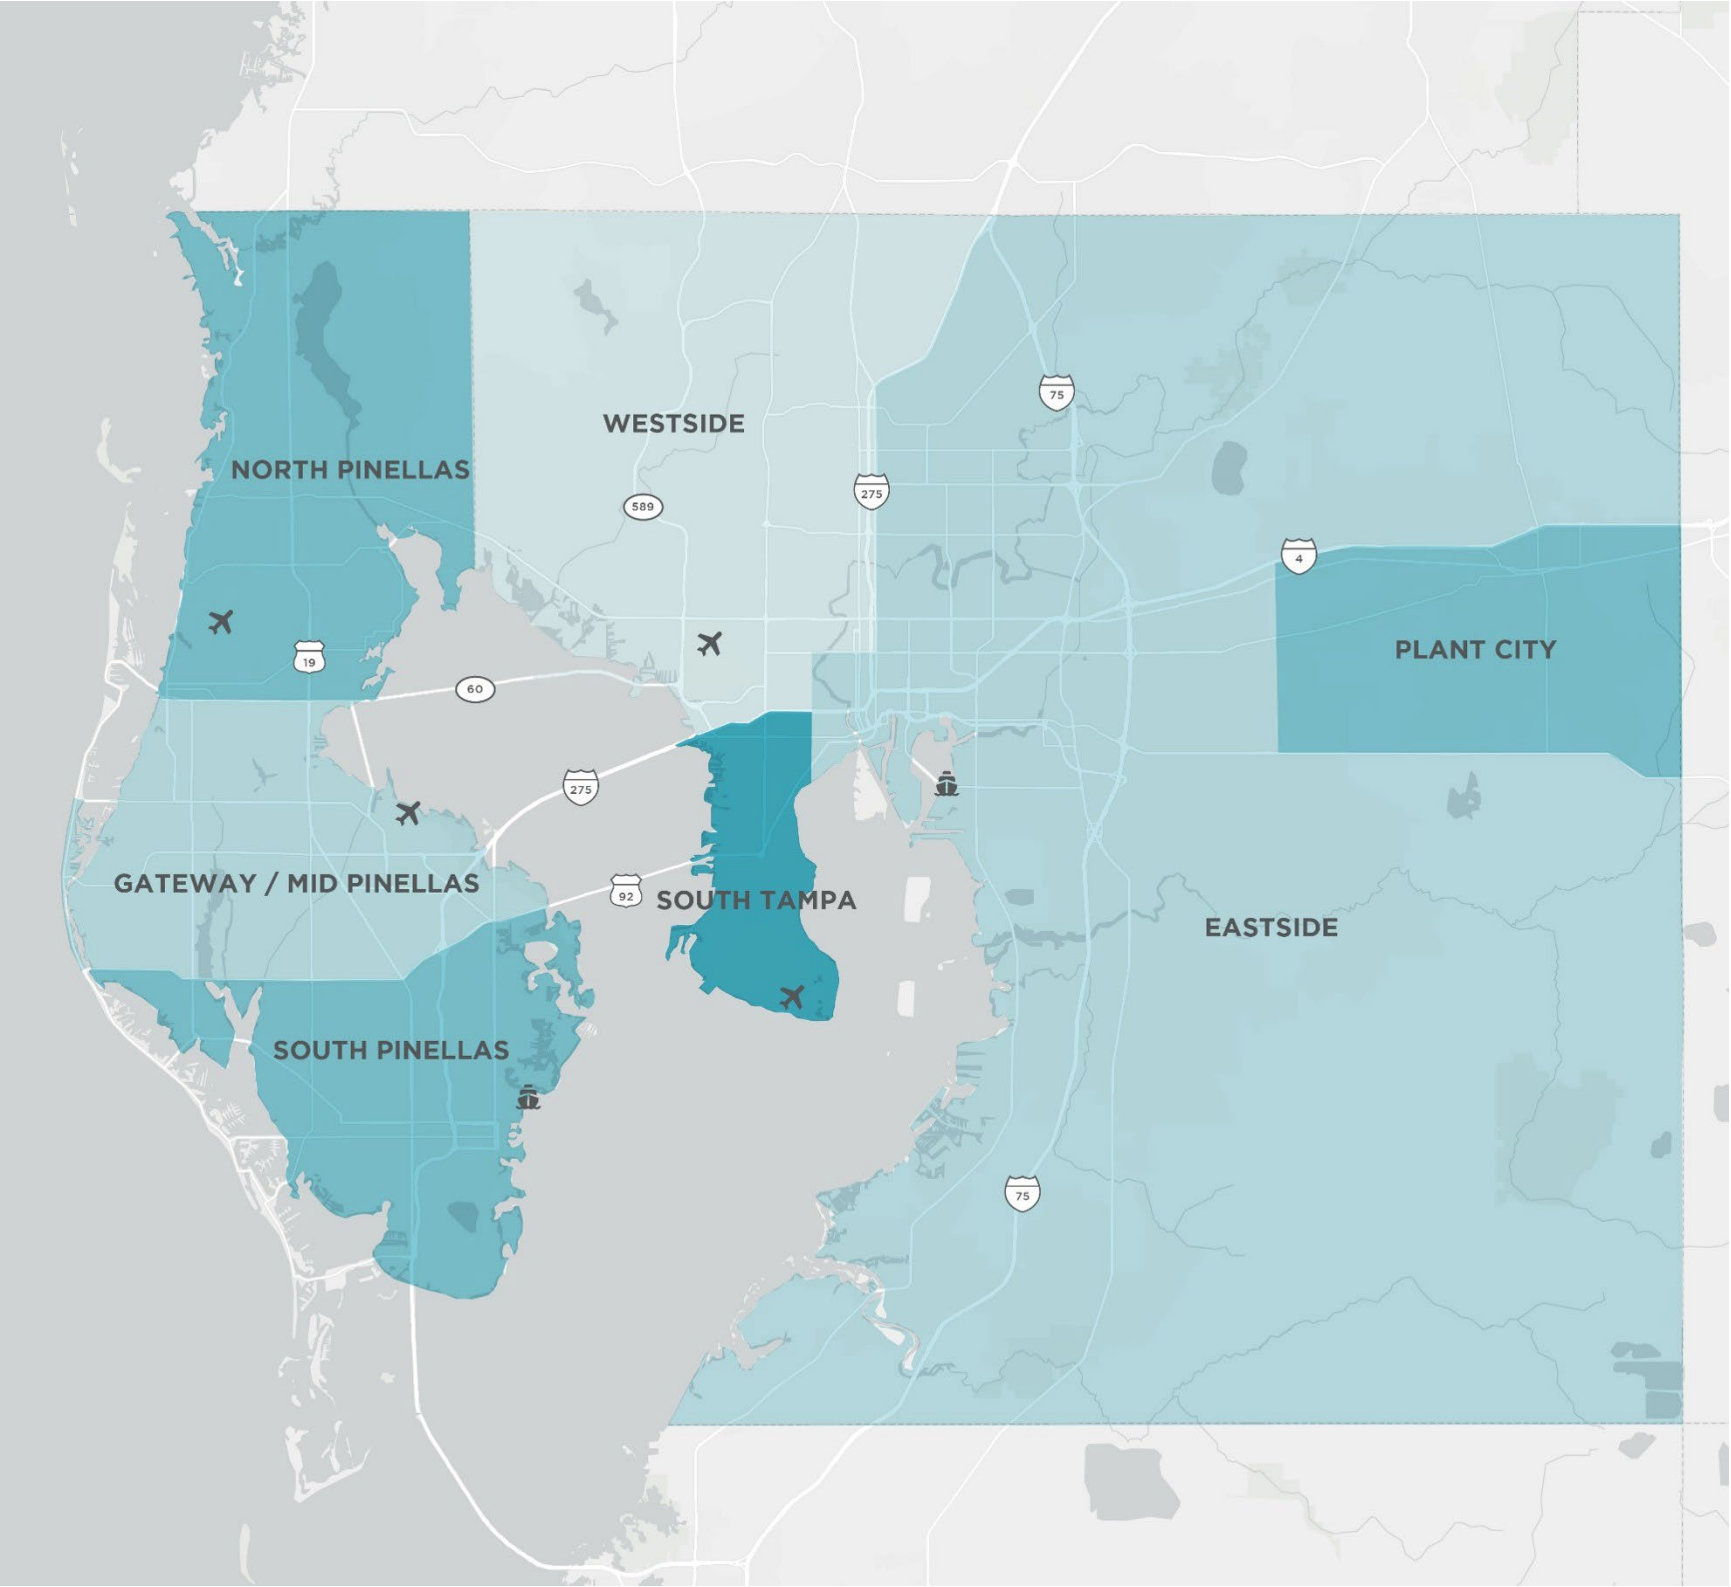 75
WESTSIDE
NORTH PINELLAS
275
589
4
PLANT CITY
19
60
275
GATEWAY / MID PINELLAS
92
SOUTH TAMPA
EASTSIDE
SOUTH PINELLAS
75